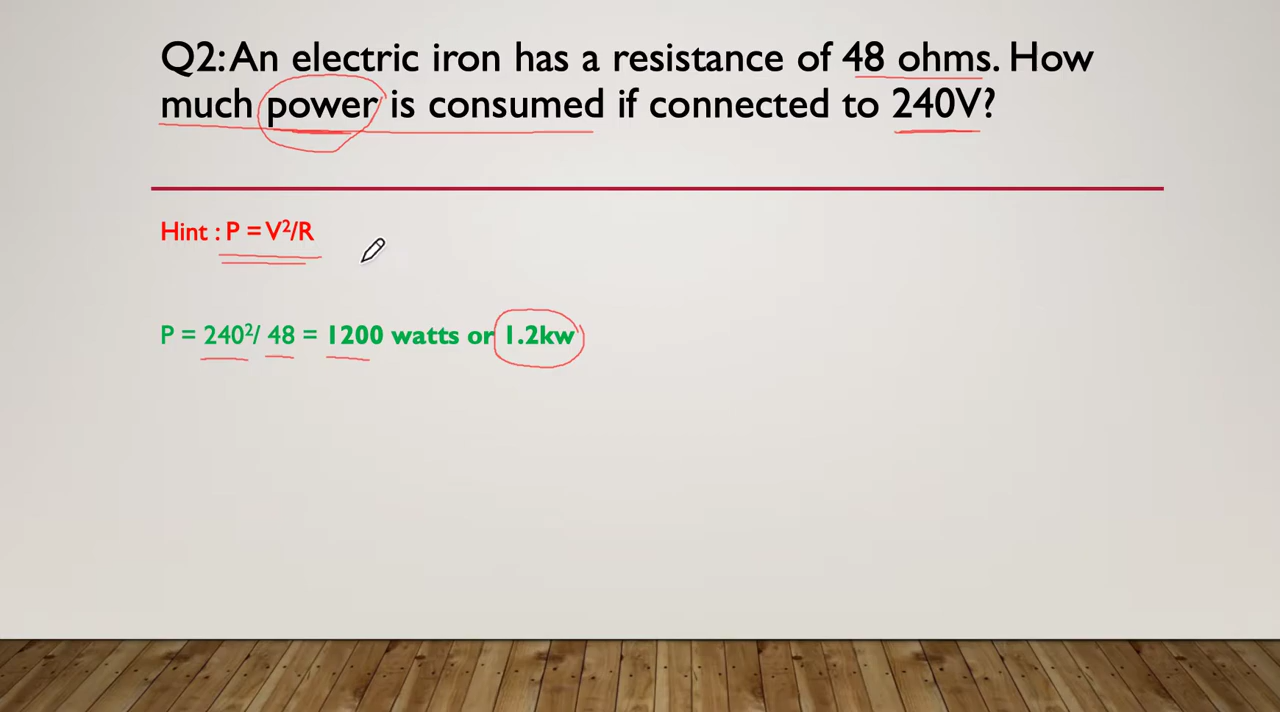 Q2: An electric iron has a resistance of 48 ohms. How
much power is consumed if connected to 240V?
Hint : P = V²/R
P = 240²/ 48 = 1200 watts or 1.2kw